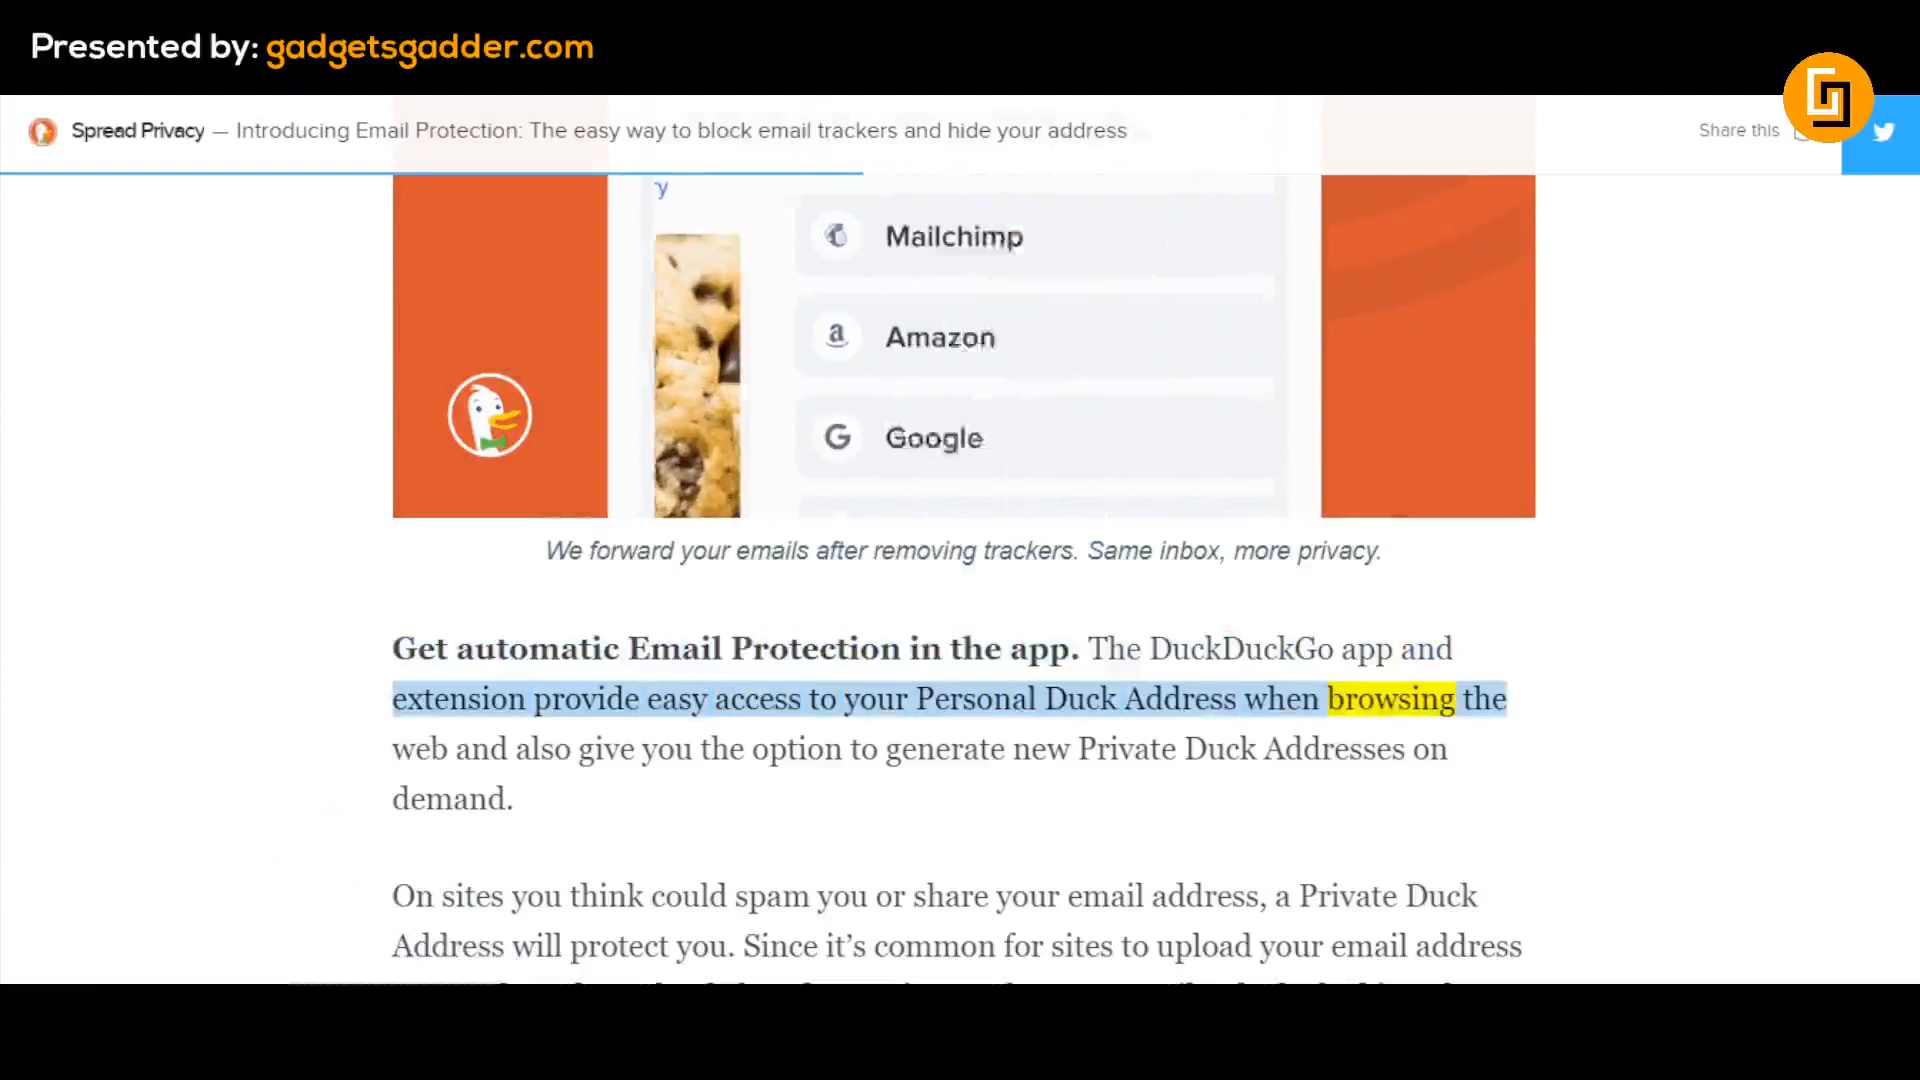 Presented by: gadgetsgadder.com
Spread Privacy — Introducing Email Protection: The easy way to block email trackers and hide your address
Share this
ry
Mailchimp
Amazon
Google
We forward your emails after removing trackers. Same inbox, more privacy.
Get automatic Email Protection in the app. The DuckDuckGo app and
extension provide easy access to your Personal Duck Address when browsing the
web and also give you the option to generate new Private Duck Addresses on
demand.
On sites you think could spam you or share your email address, a Private Duck
Address will protect you. Since it’s common for sites to upload your email address